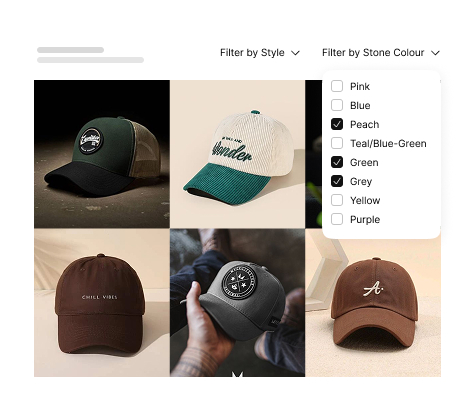 Filter by Style
Filter by Stone Colour
Pink
Blue
Peach
Teal/Blue-Green
Green
Grey
Yellow
Purple
Wonder
CHILL VIBES
A